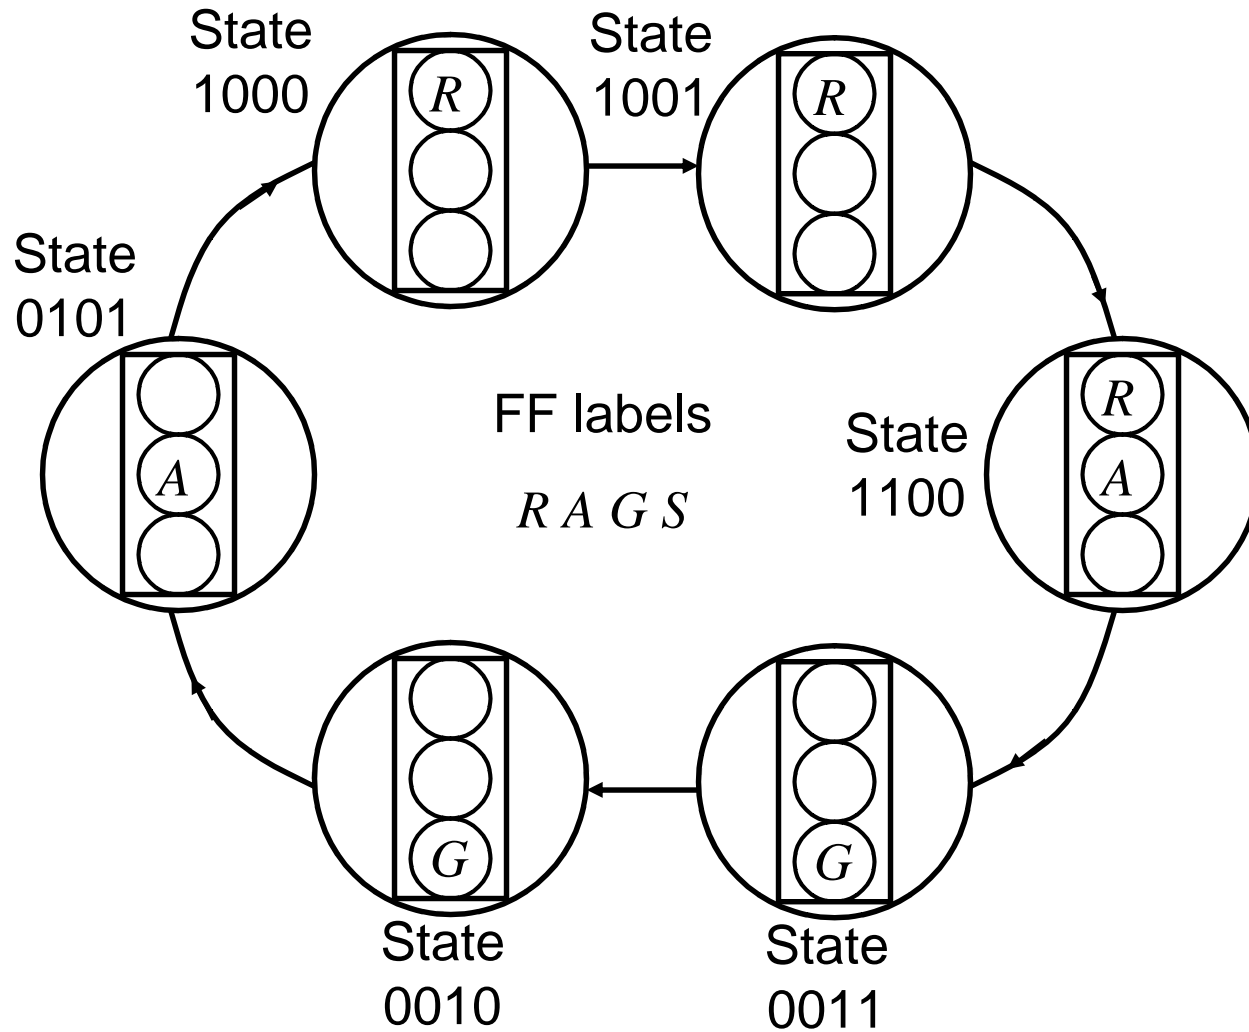 State
1000
R
State
1001
R
State
0101
A
FF labels
R A G S
State
1100
R
A
G
State
0010
G
State
0011